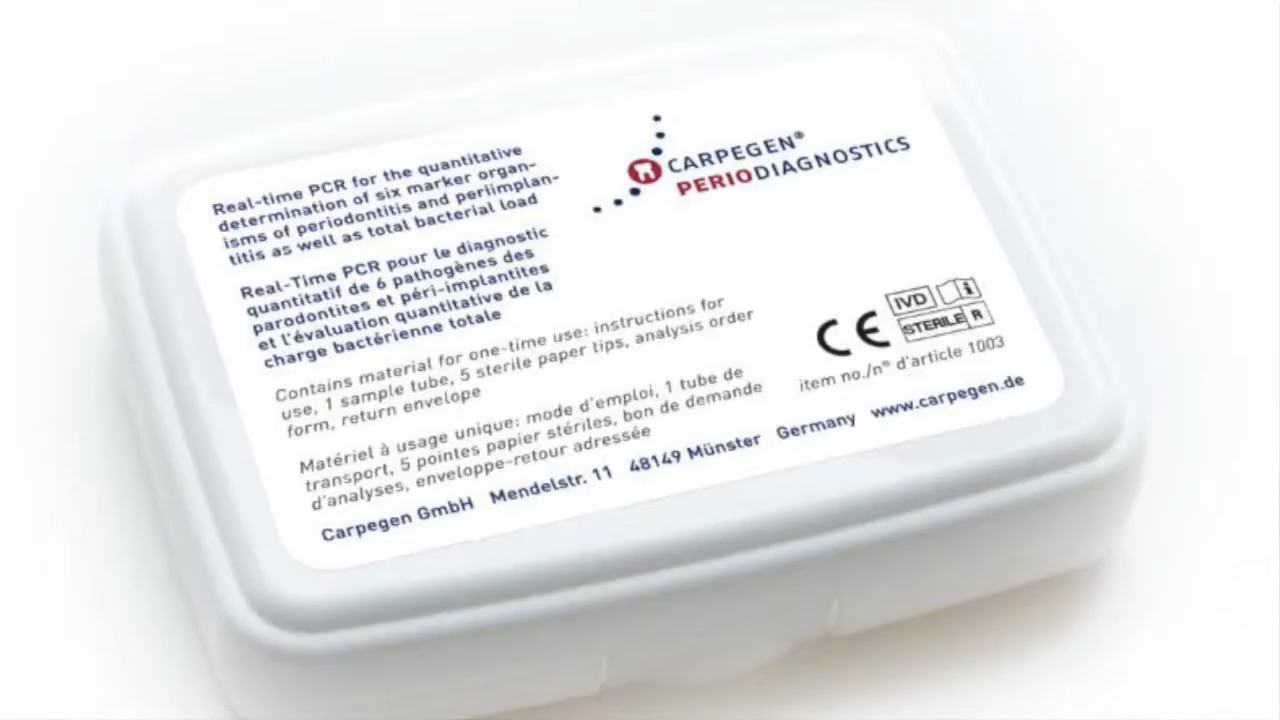 Real-time PCR for the quantitative
determination of six marker organ-
isms of periodontitis and periimplan-
titis as well as total bacterial load
Real-Time PCR pour le diagnostic
quantitatif de 6 pathogènes des
parodontites et péri-implantites
et l'évaluation quantitative de la
charge bactérienne totale
CARPEGEN®
PERIODIAGNOSTICS
Contains material for one-time use: instructions for
use, 1 sample tube, 5 sterile paper tips, analysis order
form, return envelope
Matériel à usage unique: mode d'emploi, 1 tube de
transport, 5 pointes papier stériles, bon de demande
d'analyses, enveloppe-retour adressée
CE
IVD
i
STERILE R
item no./n° d'article 1003
Carpegen GmbH Mendelstr. 11 48149 Münster Germany www.carpegen.de